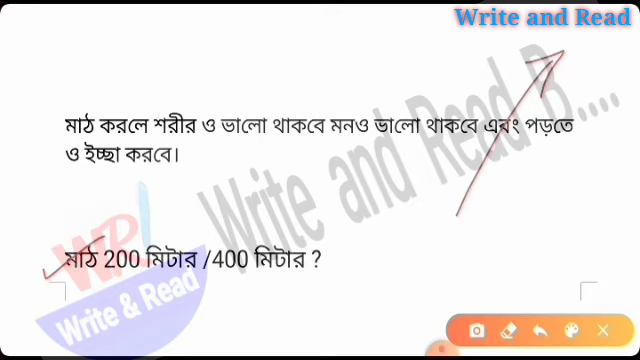 Write and Read
মাঠ করলে শরীর ও ভালো থাকবে মনও ভালো থাকবে এবং পড়তে
ও ইচ্ছা করবে।
Write and Read B....
WR
মাঠ 200 মিটার /400 মিটার ?
Write & Read